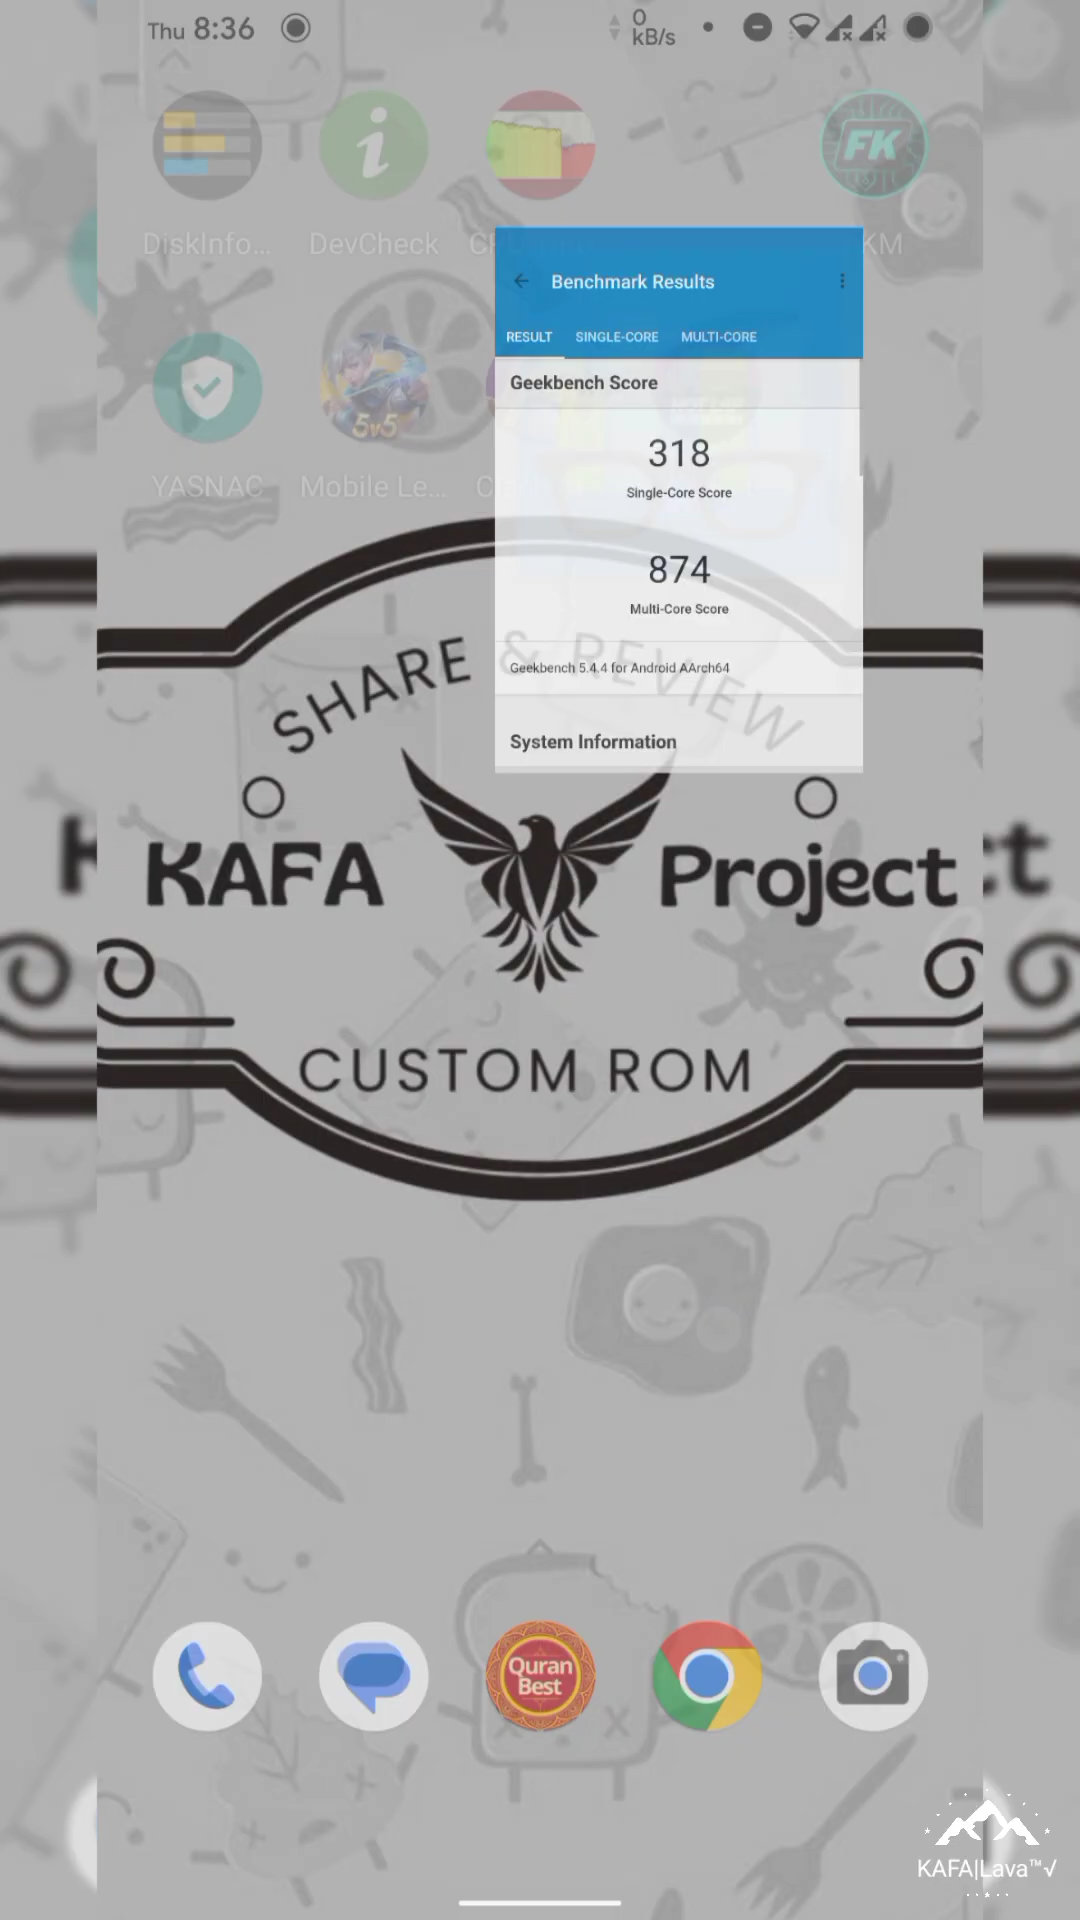 Thu 8:36
0
kB/s
FK
DiskInfo...
DevCheck
KM
Benchmark Results
RESULT SINGLE-CORE MULTI-CORE
Geekbench Score
318
Single-Core Score
874
Multi-Core Score
Geekbench 5.4.4 for Android AArch64
System Information
5v5
YASNAC
Mobile Le...
SHARE & REVIEW
KAFA Project
CUSTOM ROM
Quran
Best
KAFA|Lava™√